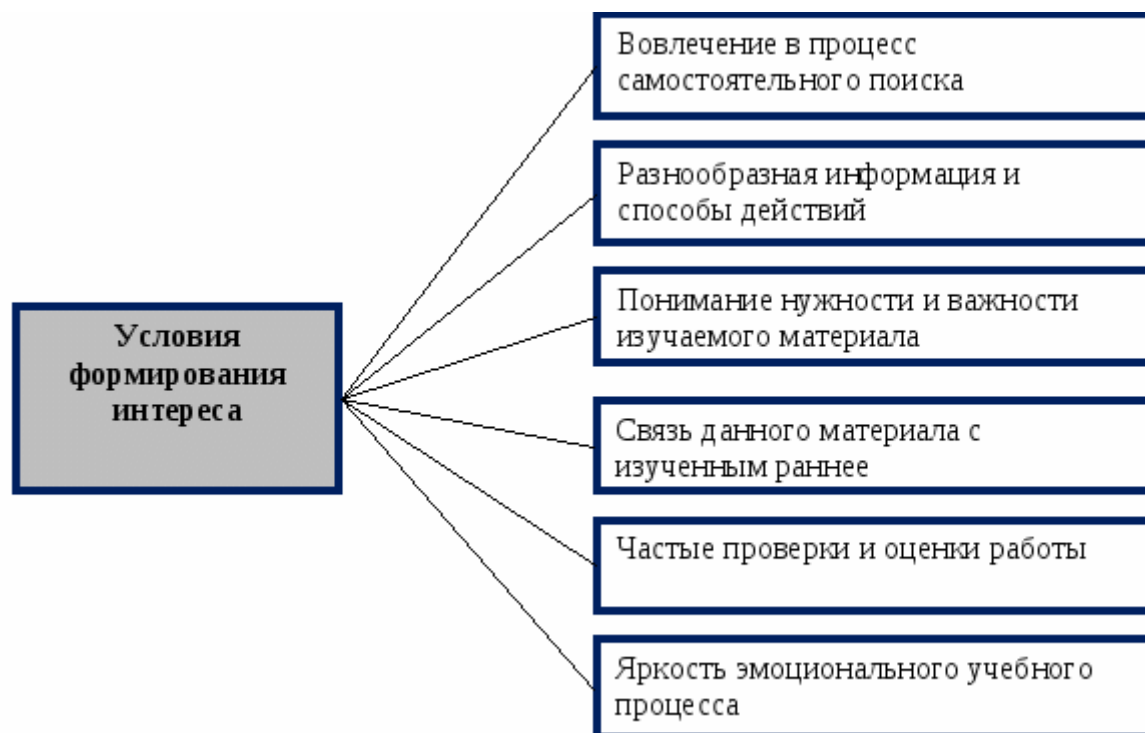 Условия
формирования
интереса
Вовлечение в процесс
самостоятельного поиска
Разнообразная информация и
способы действий
Понимание нужности и важности
изучаемого материала
Связь данного материала с
изученным раннее
Частые проверки и оценки работы
Яркость эмоционального учебного
процесса